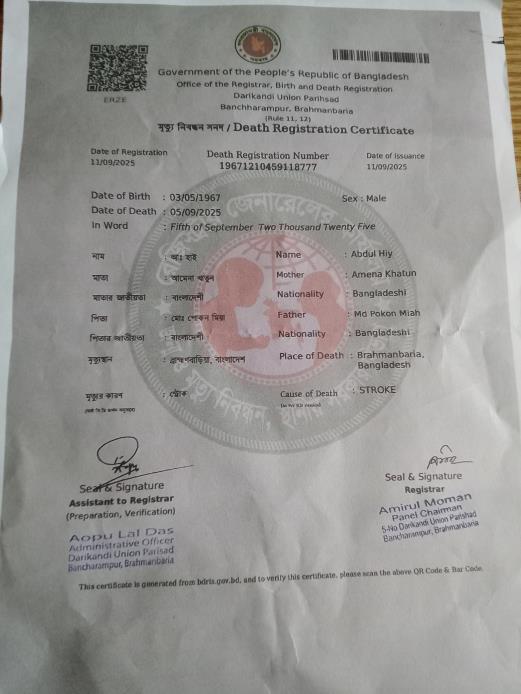 ERZE
Government of the People's Republic of Bangladesh
Office of the Registrar, Birth and Death Registration
Darikandi Union Parihsad
Banchharampur, Brahmanbaria
(Rule 11, 12)
মৃত্যু নিবন্ধন সনদ / Death Registration Certificate
Date of Registration Death Registration Number Date of Issuance
11/09/2025 19671210459118777 11/09/2025
Date of Birth : 03/05/1967 Sex : Male
Date of Death : 05/09/2025
In Word : Fifth of September Two Thousand Twenty Five
নাম : আঃ হাই Name : Abdul Hiy
মাতা : আমেনা খাতুন Mother : Amena Khatun
মাতার জাতীয়তা : বাংলাদেশী Nationality : Bangladeshi
পিতা : মোঃ পোকন মিয়া Father : Md Pokon Miah
পিতার জাতীয়তা : বাংলাদেশী Nationality : Bangladeshi
মৃত্যুস্থান : ব্রাহ্মণবাড়িয়া, বাংলাদেশ Place of Death : Brahmanbaria,
Bangladesh
মৃত্যুর কারণ : স্ট্রোক Cause of Death : STROKE
Seal & Signature
Assistant to Registrar
(Preparation, Verification)
Aopu Lal Das
Administrative Officer
Darikandi Union Parisad
Bancharampur, Brahmanbaria
Seal & Signature
Registrar
Amirul Moman
Panel Chairman
5-No Darikandi Union Parishad
Bancharampur, Brahmanbaria
This certificate is generated from bdris.gov.bd, and to verify this certificate, please scan the above QR Code & Bar Code.